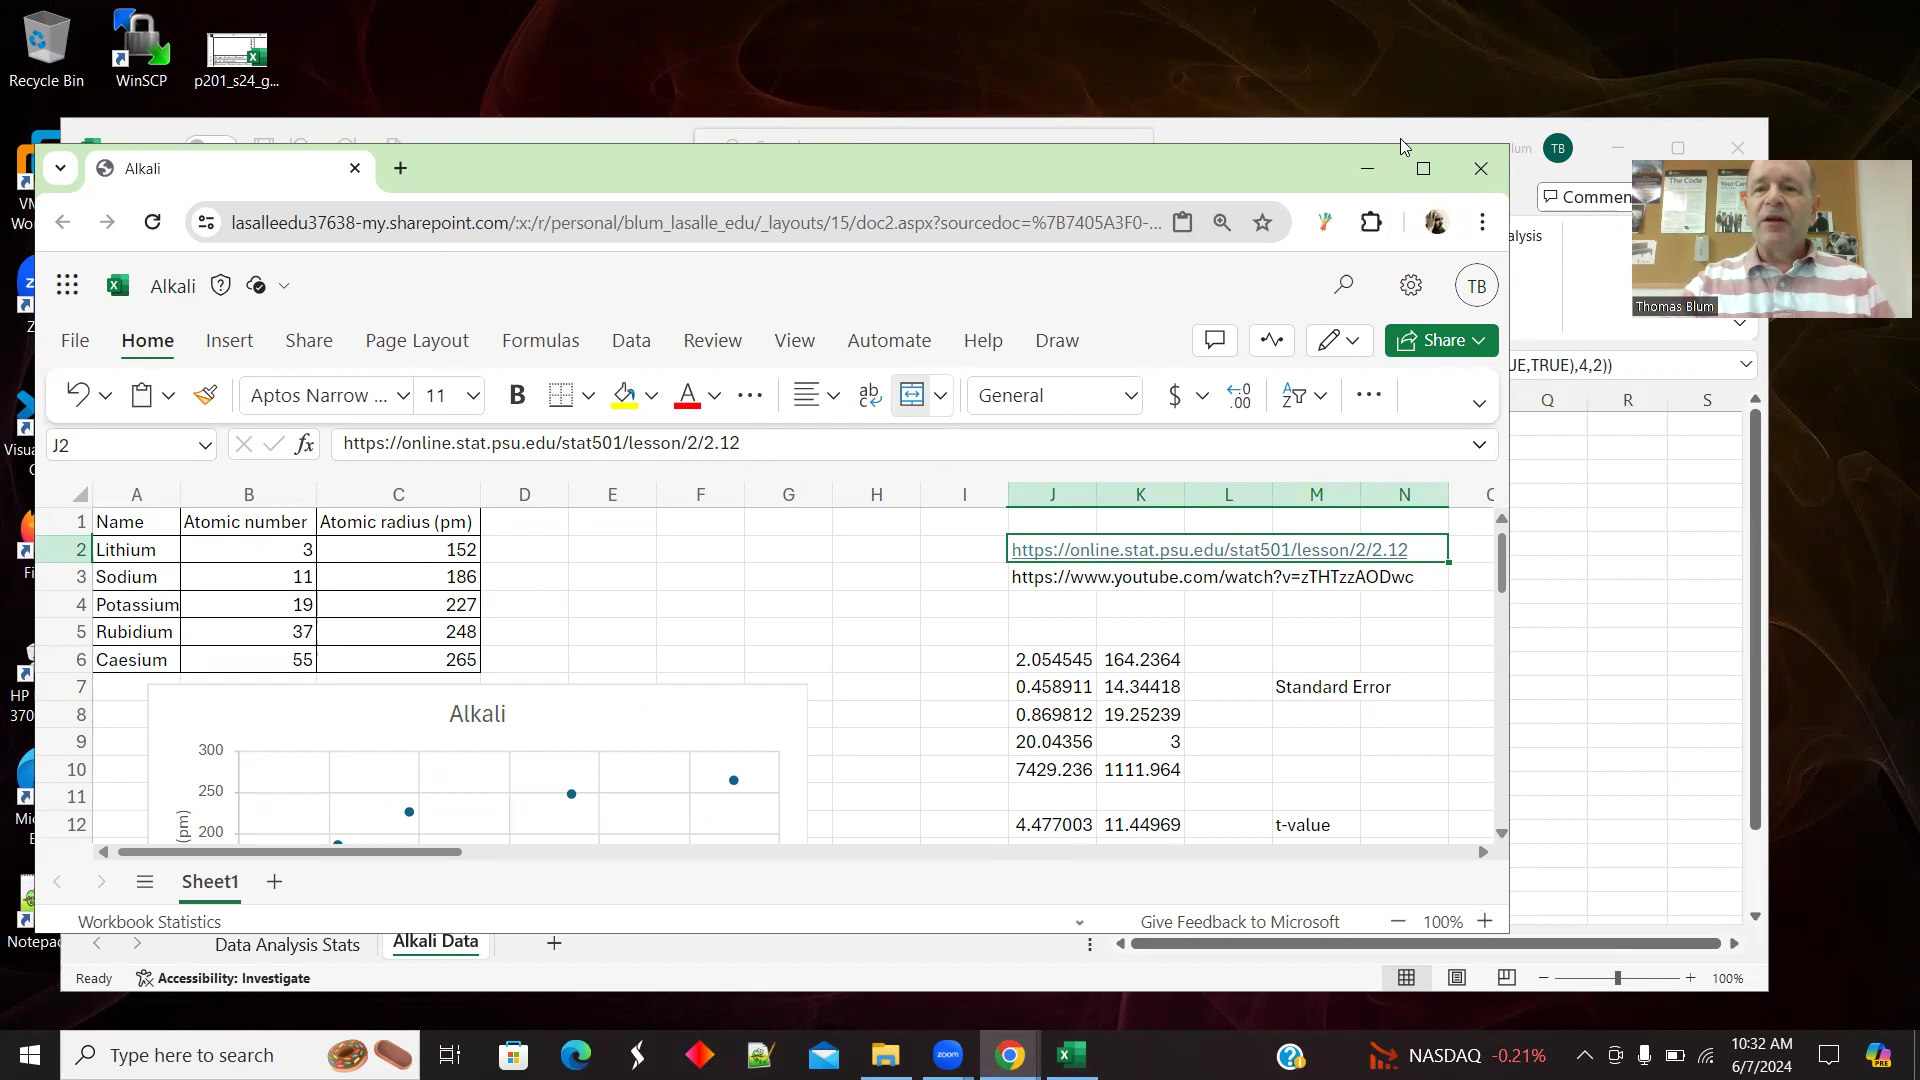 Recycle Bin
WinSCP
p201_s24_g...
Alkali
lum
TB
Commen
alysis
Thomas Blum
UE,TRUE),4,2))
Q R S
lasalleedu37638-my.sharepoint.com/:x:/r/personal/blum_lasalle_edu/_layouts/15/doc2.aspx?sourcedoc=%7B7405A3F0-...
Alkali
TB
File Home Insert Share Page Layout Formulas Data Review View Automate Help Draw
Share
Aptos Narrow ... 11 B A ab General $ .00
J2 fx https://online.stat.psu.edu/stat501/lesson/2/2.12
A B C D E F G H I J K L M N
1 Name Atomic number Atomic radius (pm)
2 Lithium 3 152 https://online.stat.psu.edu/stat501/lesson/2/2.12
3 Sodium 11 186 https://www.youtube.com/watch?v=zTHTzzAODwc
4 Potassium 19 227
5 Rubidium 37 248
6 Caesium 55 265 2.054545 164.2364
7 0.458911 14.34418 Standard Error
8 0.869812 19.25239
9 20.04356 3
10 7429.236 1111.964
11
12 4.477003 11.44969 t-value
Alkali
300
250
200
(pm)
Sheet1
Workbook Statistics Give Feedback to Microsoft 100%
Data Analysis Stats Alkali Data
Ready Accessibility: Investigate 100%
Type here to search
zoom
NASDAQ -0.21%
10:32 AM
6/7/2024